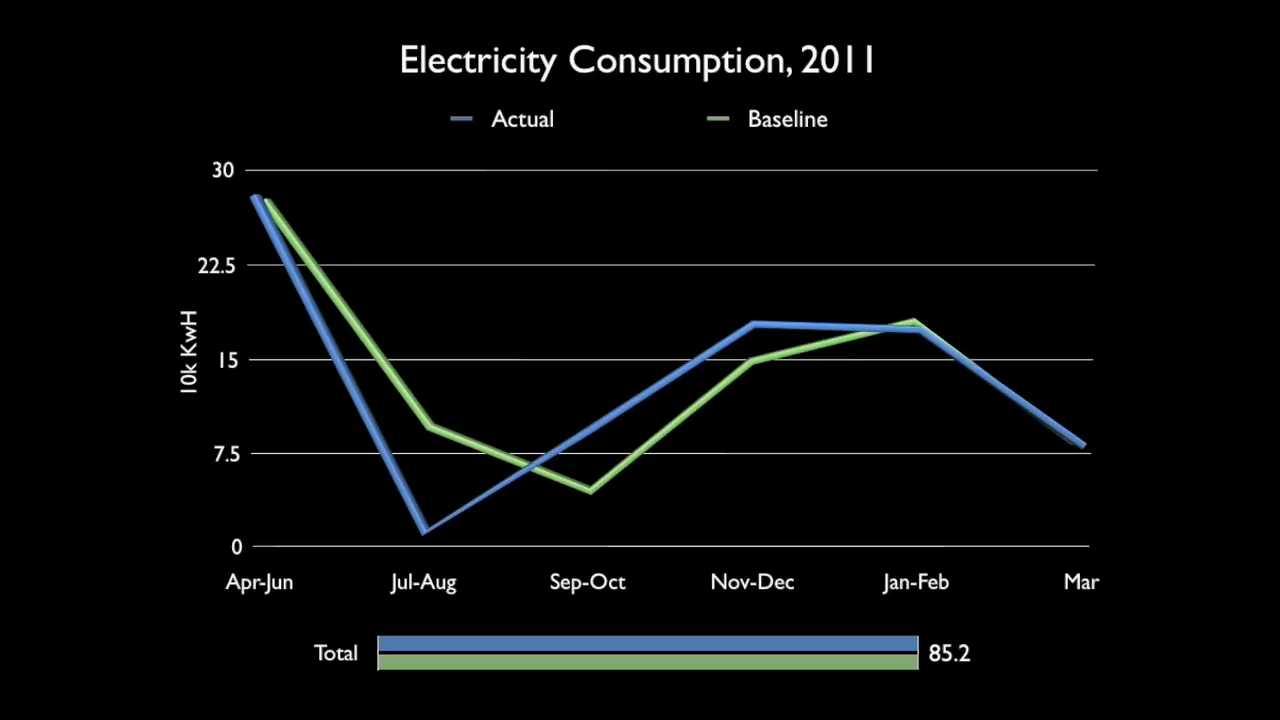 Electricity Consumption, 2011
Actual
Baseline
30
22.5
15
7.5
0
10k KwH
Apr-Jun
Jul-Aug
Sep-Oct
Nov-Dec
Jan-Feb
Mar
Total
85.2